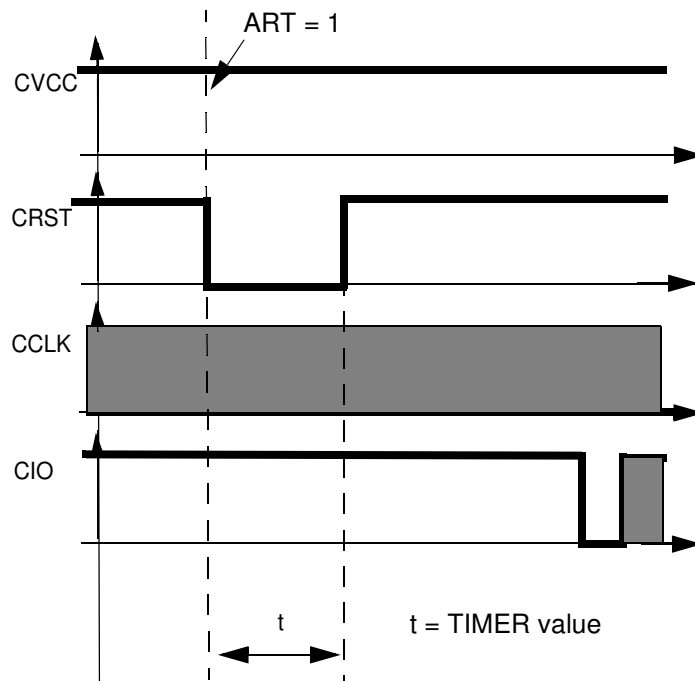 ART = 1
CVCC
CRST
CCLK
CIO
t
t = TIMER value